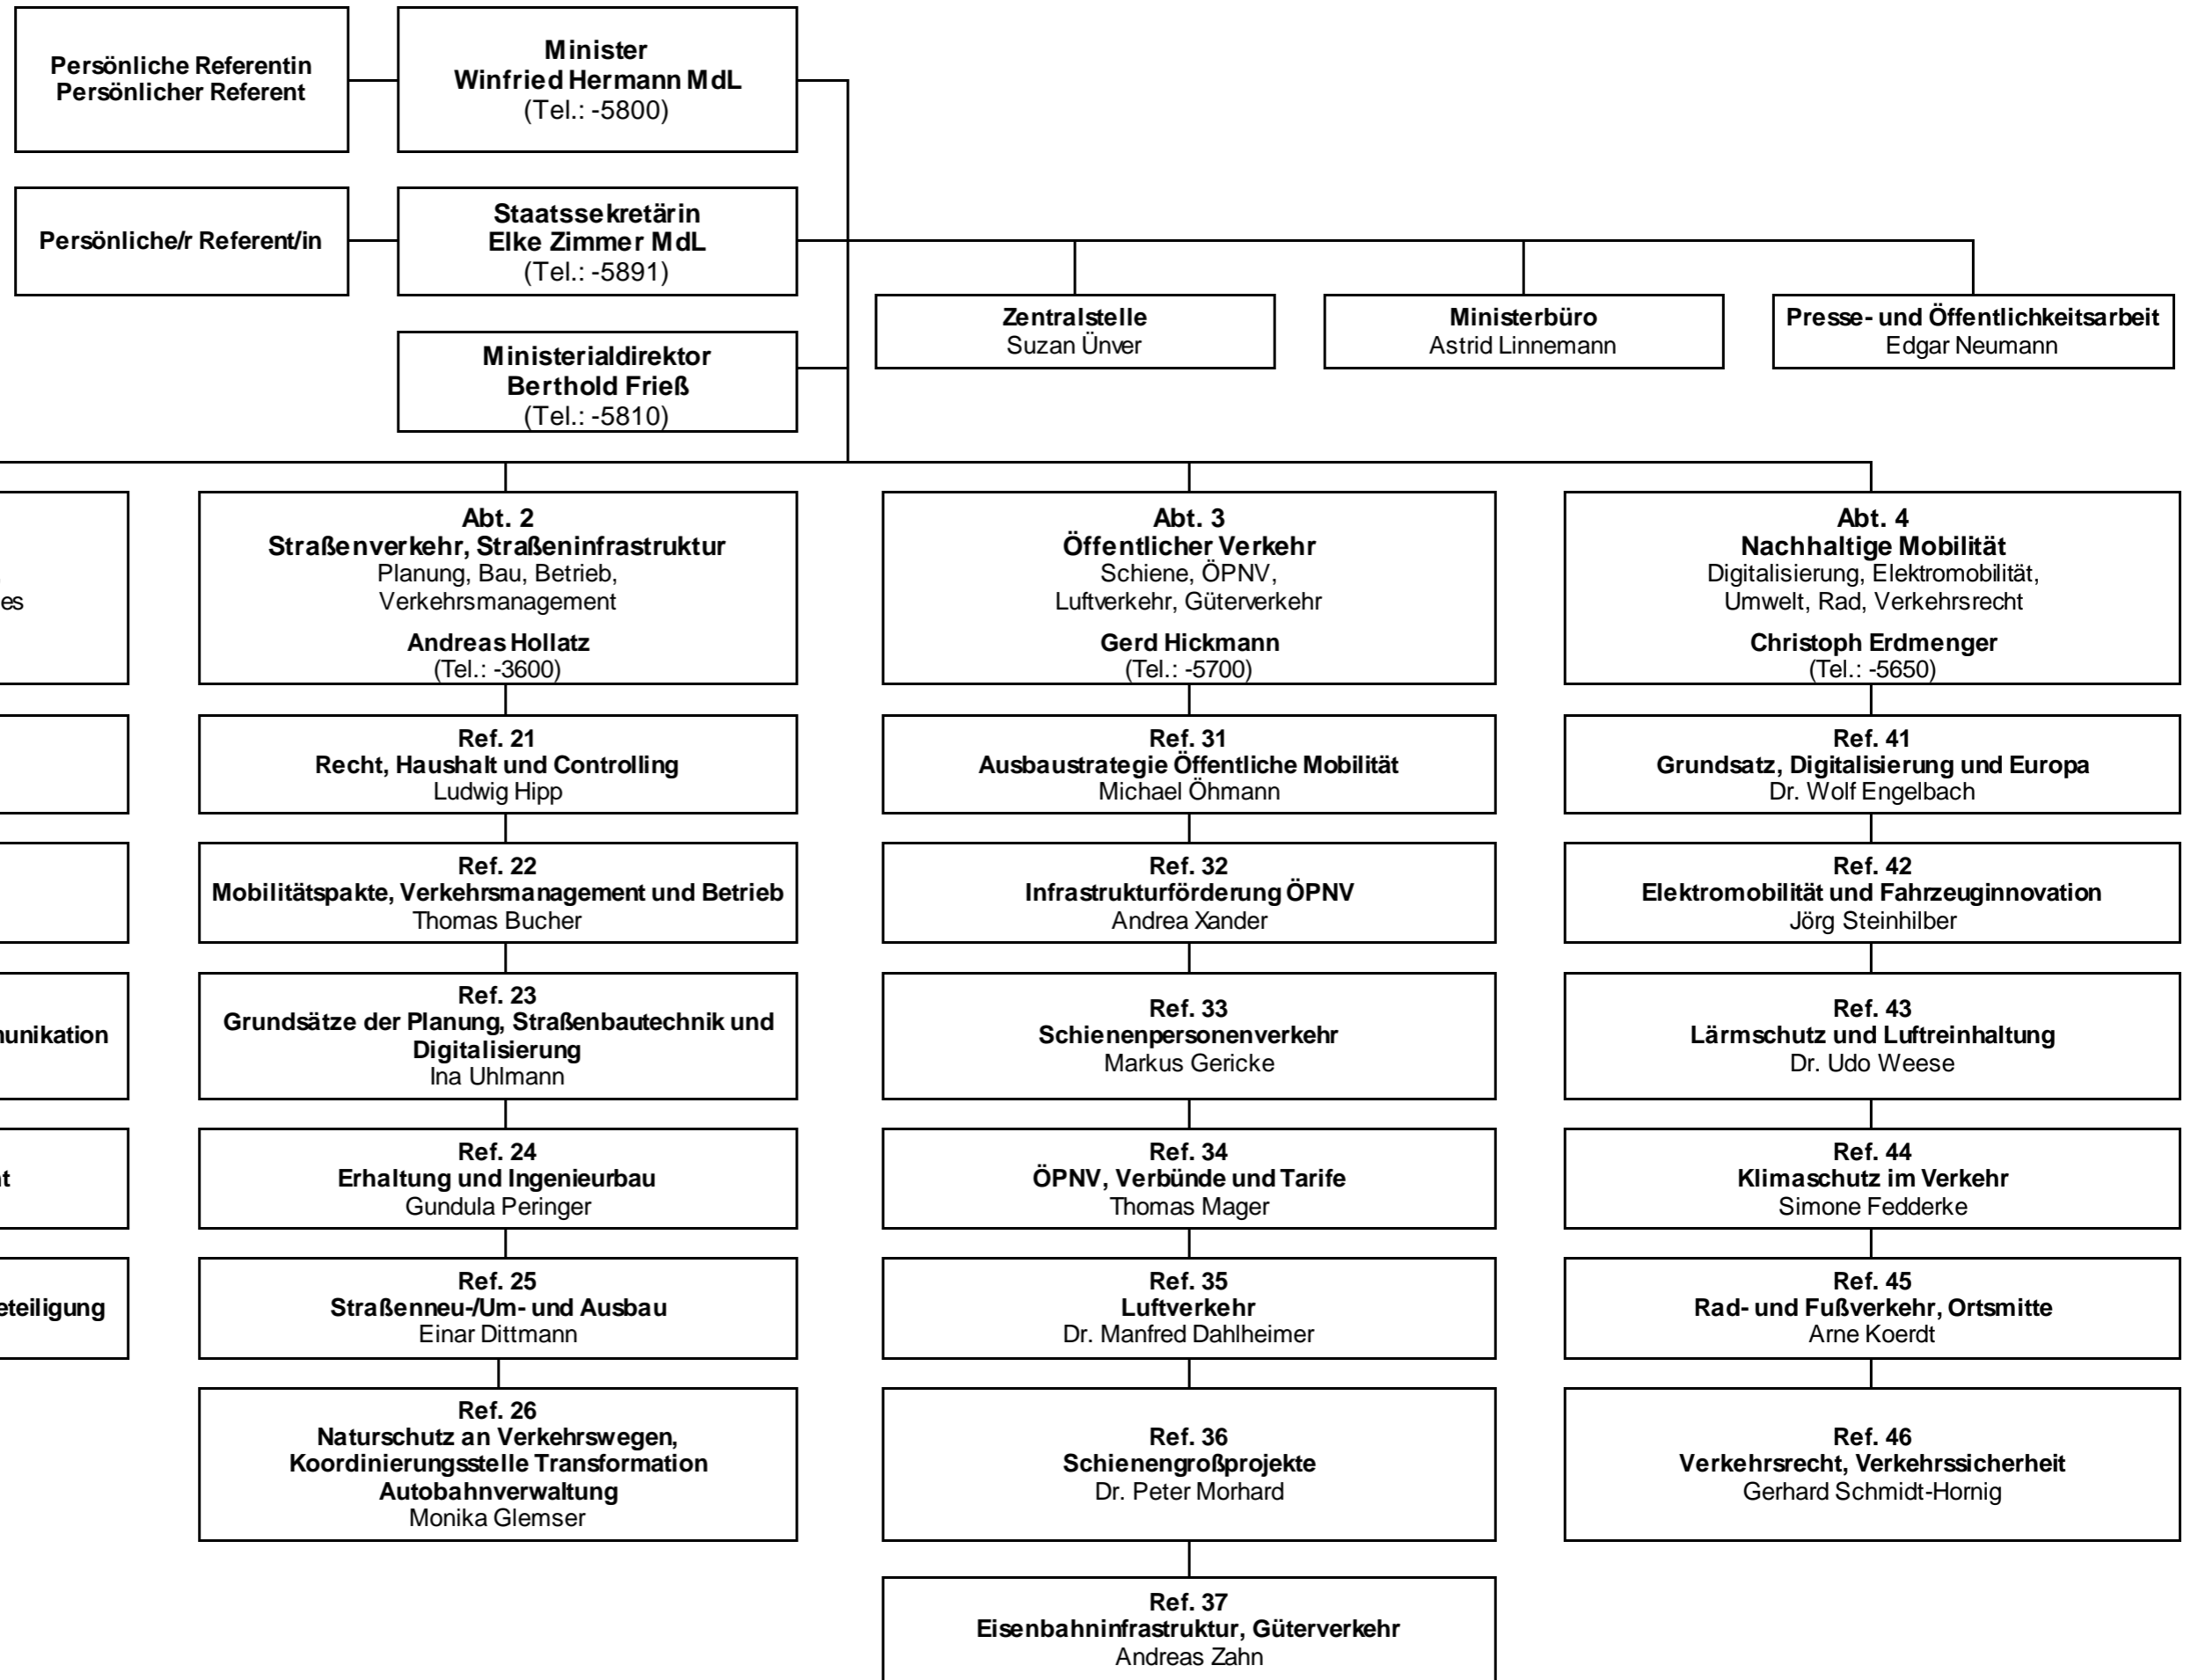 Persönliche Referentin
Persönlicher Referent
Minister
Winfried Hermann MdL
(Tel.: -5800)
Persönliche/r Referent/in
Staatssekretärin
Elke Zimmer MdL
(Tel.: -5891)
Zentralstelle
Suzan Ünver
Ministerbüro
Astrid Linnemann
Presse- und Öffentlichkeitsarbeit
Edgar Neumann
Ministerialdirektor
Berthold Frieß
(Tel.: -5810)
es
unikation
t
eteiligung
Abt. 2
Straßenverkehr, Straßeninfrastruktur
Planung, Bau, Betrieb,
Verkehrsmanagement
Andreas Hollatz
(Tel.: -3600)
Ref. 21
Recht, Haushalt und Controlling
Ludwig Hipp
Ref. 22
Mobilitätspakte, Verkehrsmanagement und Betrieb
Thomas Bucher
Ref. 23
Grundsätze der Planung, Straßenbautechnik und
Digitalisierung
Ina Uhlmann
Ref. 24
Erhaltung und Ingenieurbau
Gundula Peringer
Ref. 25
Straßenneu-/Um- und Ausbau
Einar Dittmann
Ref. 26
Naturschutz an Verkehrswegen,
Koordinierungsstelle Transformation
Autobahnverwaltung
Monika Glemser
Abt. 3
Öffentlicher Verkehr
Schiene, ÖPNV,
Luftverkehr, Güterverkehr
Gerd Hickmann
(Tel.: -5700)
Ref. 31
Ausbaustrategie Öffentliche Mobilität
Michael Öhmann
Ref. 32
Infrastrukturförderung ÖPNV
Andrea Xander
Ref. 33
Schienenpersonenverkehr
Markus Gericke
Ref. 34
ÖPNV, Verbünde und Tarife
Thomas Mager
Ref. 35
Luftverkehr
Dr. Manfred Dahlheimer
Ref. 36
Schienengroßprojekte
Dr. Peter Morhard
Ref. 37
Eisenbahninfrastruktur, Güterverkehr
Andreas Zahn
Abt. 4
Nachhaltige Mobilität
Digitalisierung, Elektromobilität,
Umwelt, Rad, Verkehrsrecht
Christoph Erdmenger
(Tel.: -5650)
Ref. 41
Grundsatz, Digitalisierung und Europa
Dr. Wolf Engelbach
Ref. 42
Elektromobilität und Fahrzeuginnovation
Jörg Steinhilber
Ref. 43
Lärmschutz und Luftreinhaltung
Dr. Udo Weese
Ref. 44
Klimaschutz im Verkehr
Simone Fedderke
Ref. 45
Rad- und Fußverkehr, Ortsmitte
Arne Koerdt
Ref. 46
Verkehrsrecht, Verkehrssicherheit
Gerhard Schmidt-Hornig